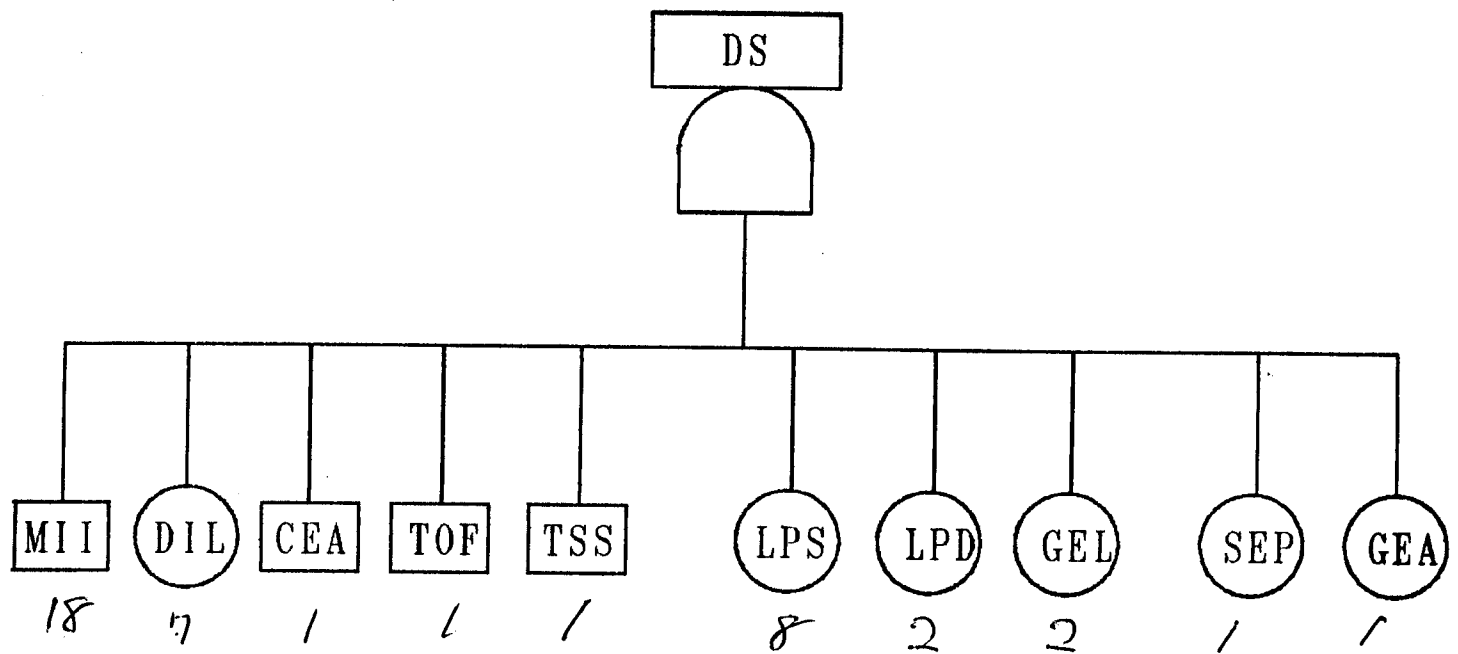 DS
MII DIL CEA TOF TSS LPS LPD GEL SEP GEA
18 7 1 1 1 8 2 2 1 1